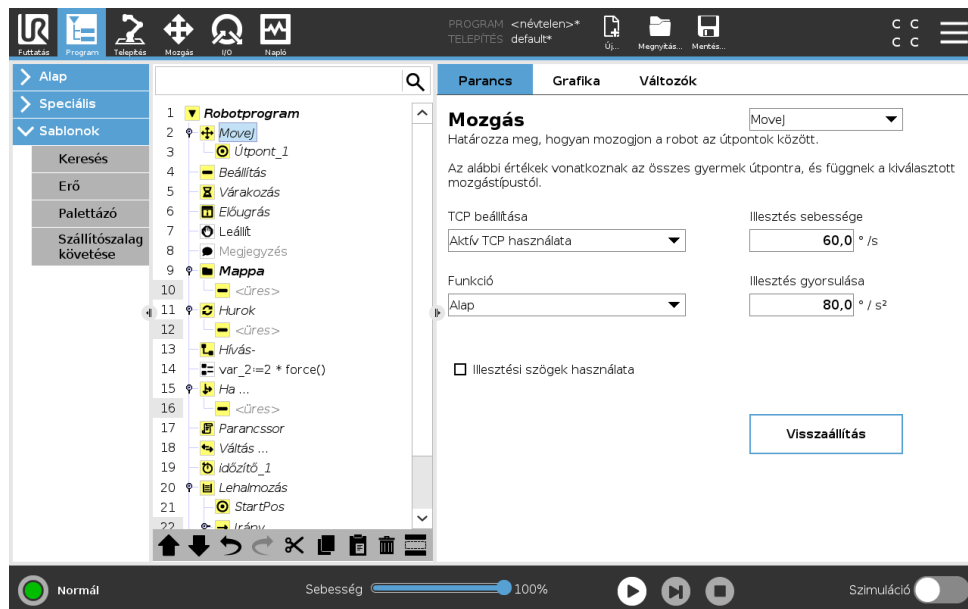 UR
Futtatás
Program
Telepítés
Mozgás
I/O
Napló
PROGRAM <névtelen>*
TELEPÍTÉS default*
Új...
Megnyitás...
Mentés...
C C
C C
Alap
Speciális
Sablonok
Keresés
Erő
Palettázó
Szállítószalag
követése
1 Robotprogram
2 MoveJ
3 Útpont_1
4 Beállítás
5 Várakozás
6 Előugrás
7 Leállít
8 Megjegyzés
9 Mappa
10 <üres>
11 Hurok
12 <üres>
13 Hívás-
14 var_2≔2 * force()
15 Ha ...
16 <üres>
17 Parancssor
18 Váltás ...
19 időzítő_1
20 Lehalmozás
21 StartPos
22 Irány
Parancs Grafika Változók
Mozgás
MoveJ
Határozza meg, hogyan mozogjon a robot az útpontok között.
Az alábbi értékek vonatkoznak az összes gyermek útpontra, és függnek a kiválasztott
mozgástípustól.
TCP beállítása
Illesztés sebessége
Aktív TCP használata
60,0 ° /s
Funkció
Illesztés gyorsulása
Alap
80,0 ° / s²
Illesztési szögek használata
Visszaállítás
Normál
Sebesség
100%
Szimuláció